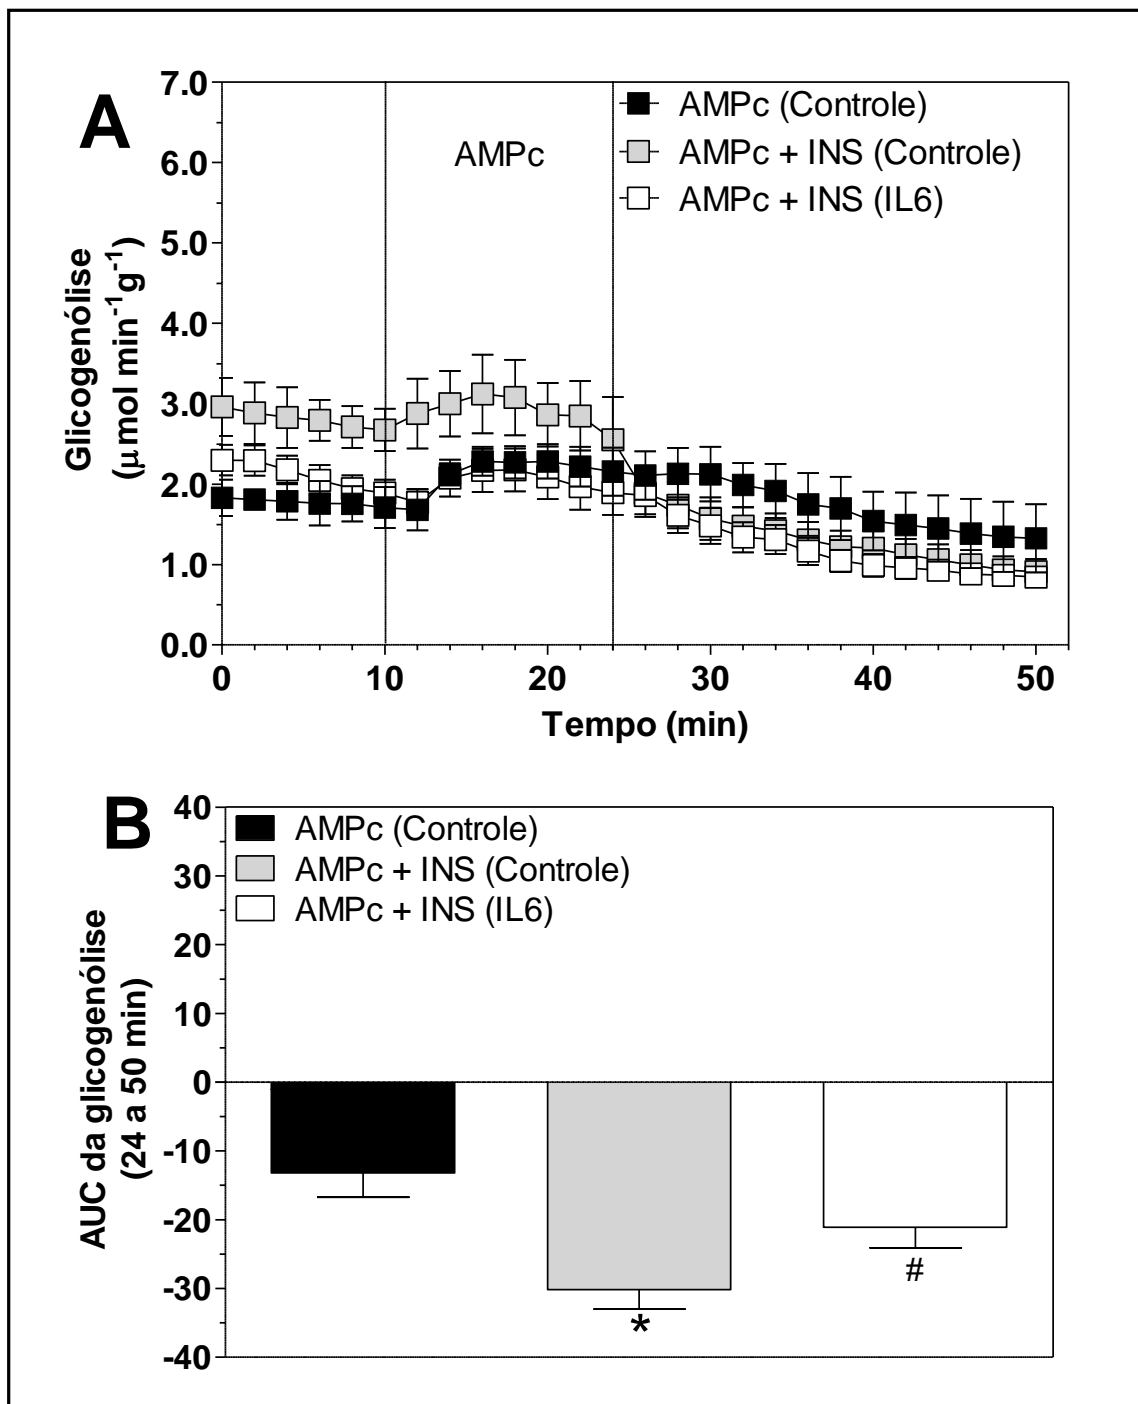 A
7.0
6.0
5.0
4.0
3.0
2.0
1.0
0.0
Glicogenólise
(μmol min⁻¹g⁻¹)
AMPc
AMPc (Controle)
AMPc + INS (Controle)
AMPc + INS (IL6)
0 10 20 30 40 50
Tempo (min)
B
40
30
20
10
0
-10
-20
-30
-40
AUC da glicogenólise
(24 a 50 min)
AMPc (Controle)
AMPc + INS (Controle)
AMPc + INS (IL6)
*
#